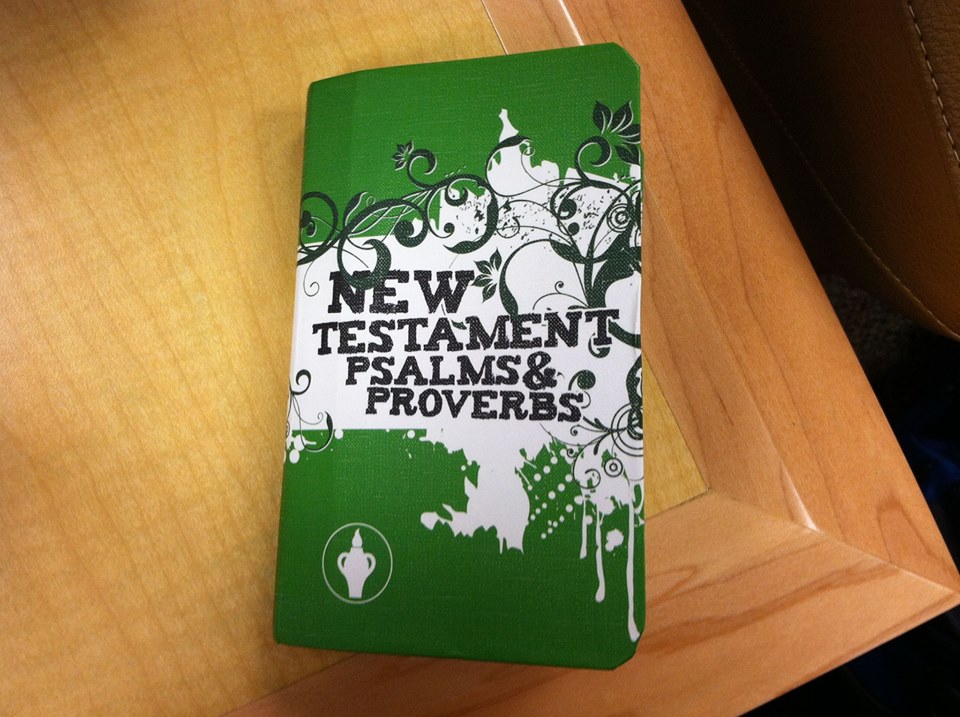 NEW
TESTAMENT
PSALMS &
PROVERBS